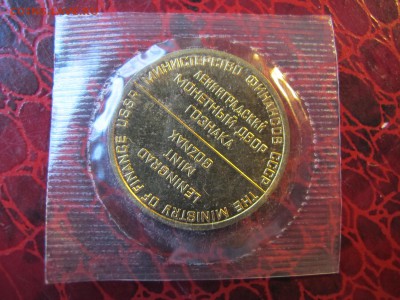 МИНИСТЕРСТВО ФИНАНСОВ СССР
ЛЕНИНГРАДСКИЙ
МОНЕТНЫЙ ДВОР
ГОЗНАКА
THE MINISTRY OF FINANCE USSR
LENINGRAD
MINT
GOZNAK